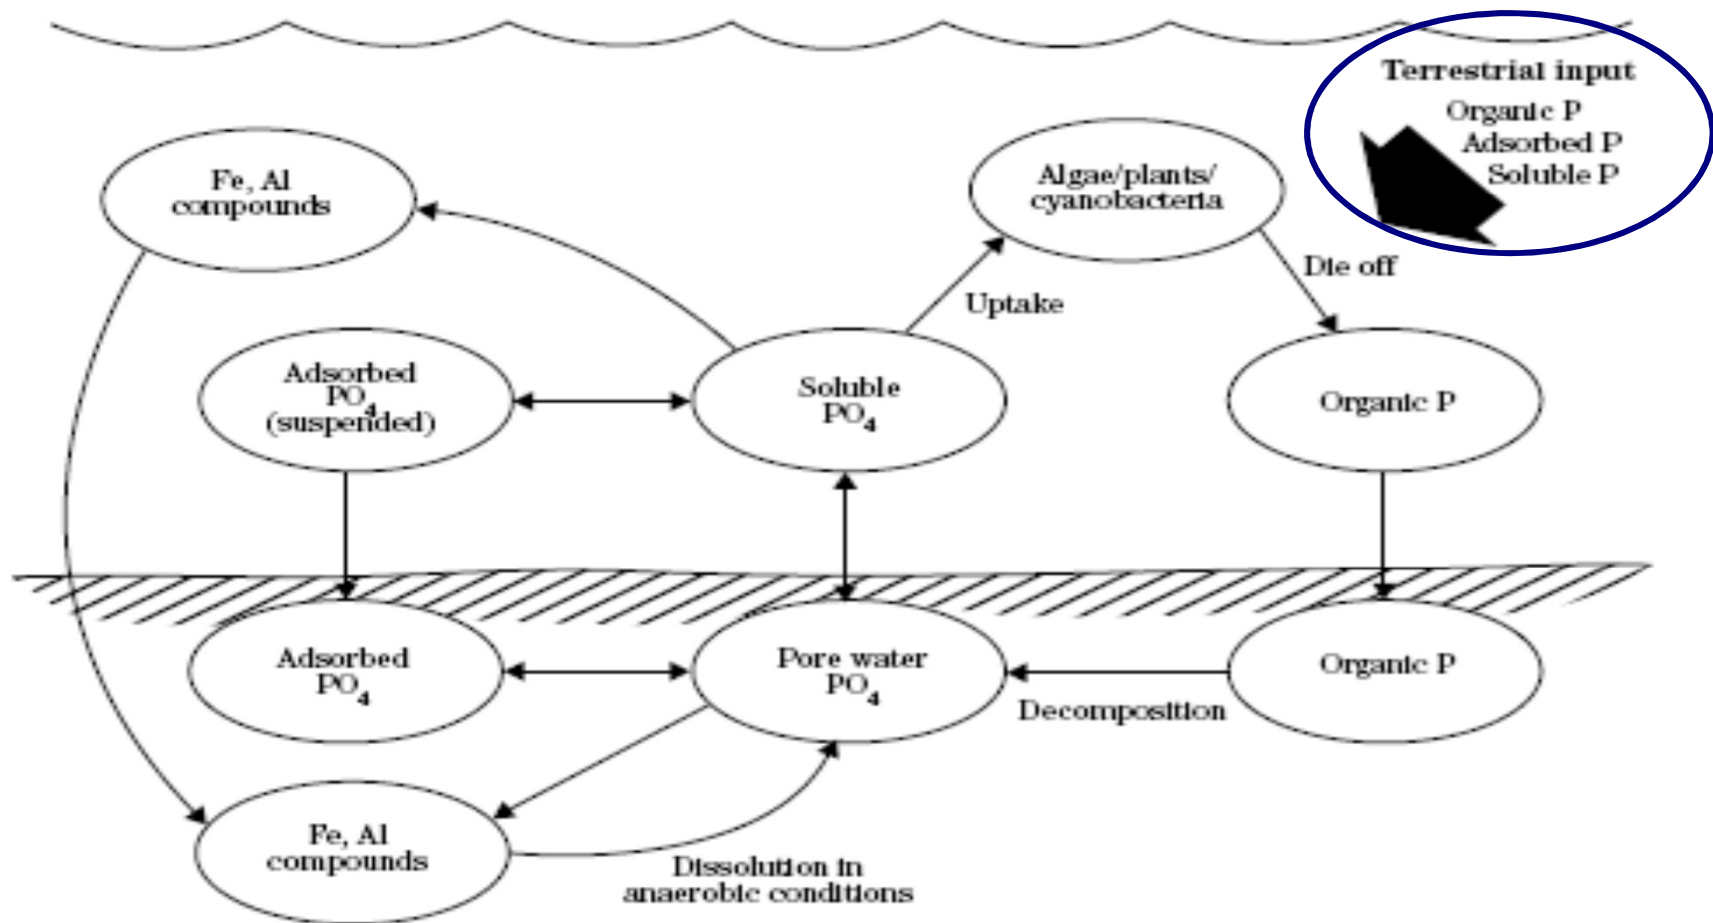 Terrestrial input
Organic P
Adsorbed P
Soluble P
Fe, Al
compounds
Algae/plants/
cyanobacteria
Die off
Uptake
Adsorbed
PO4
(suspended)
Soluble
PO4
Organic P
Adsorbed
PO4
Pore water
PO4
Organic P
Decomposition
Fe, Al
compounds
Dissolution in
anaerobic conditions